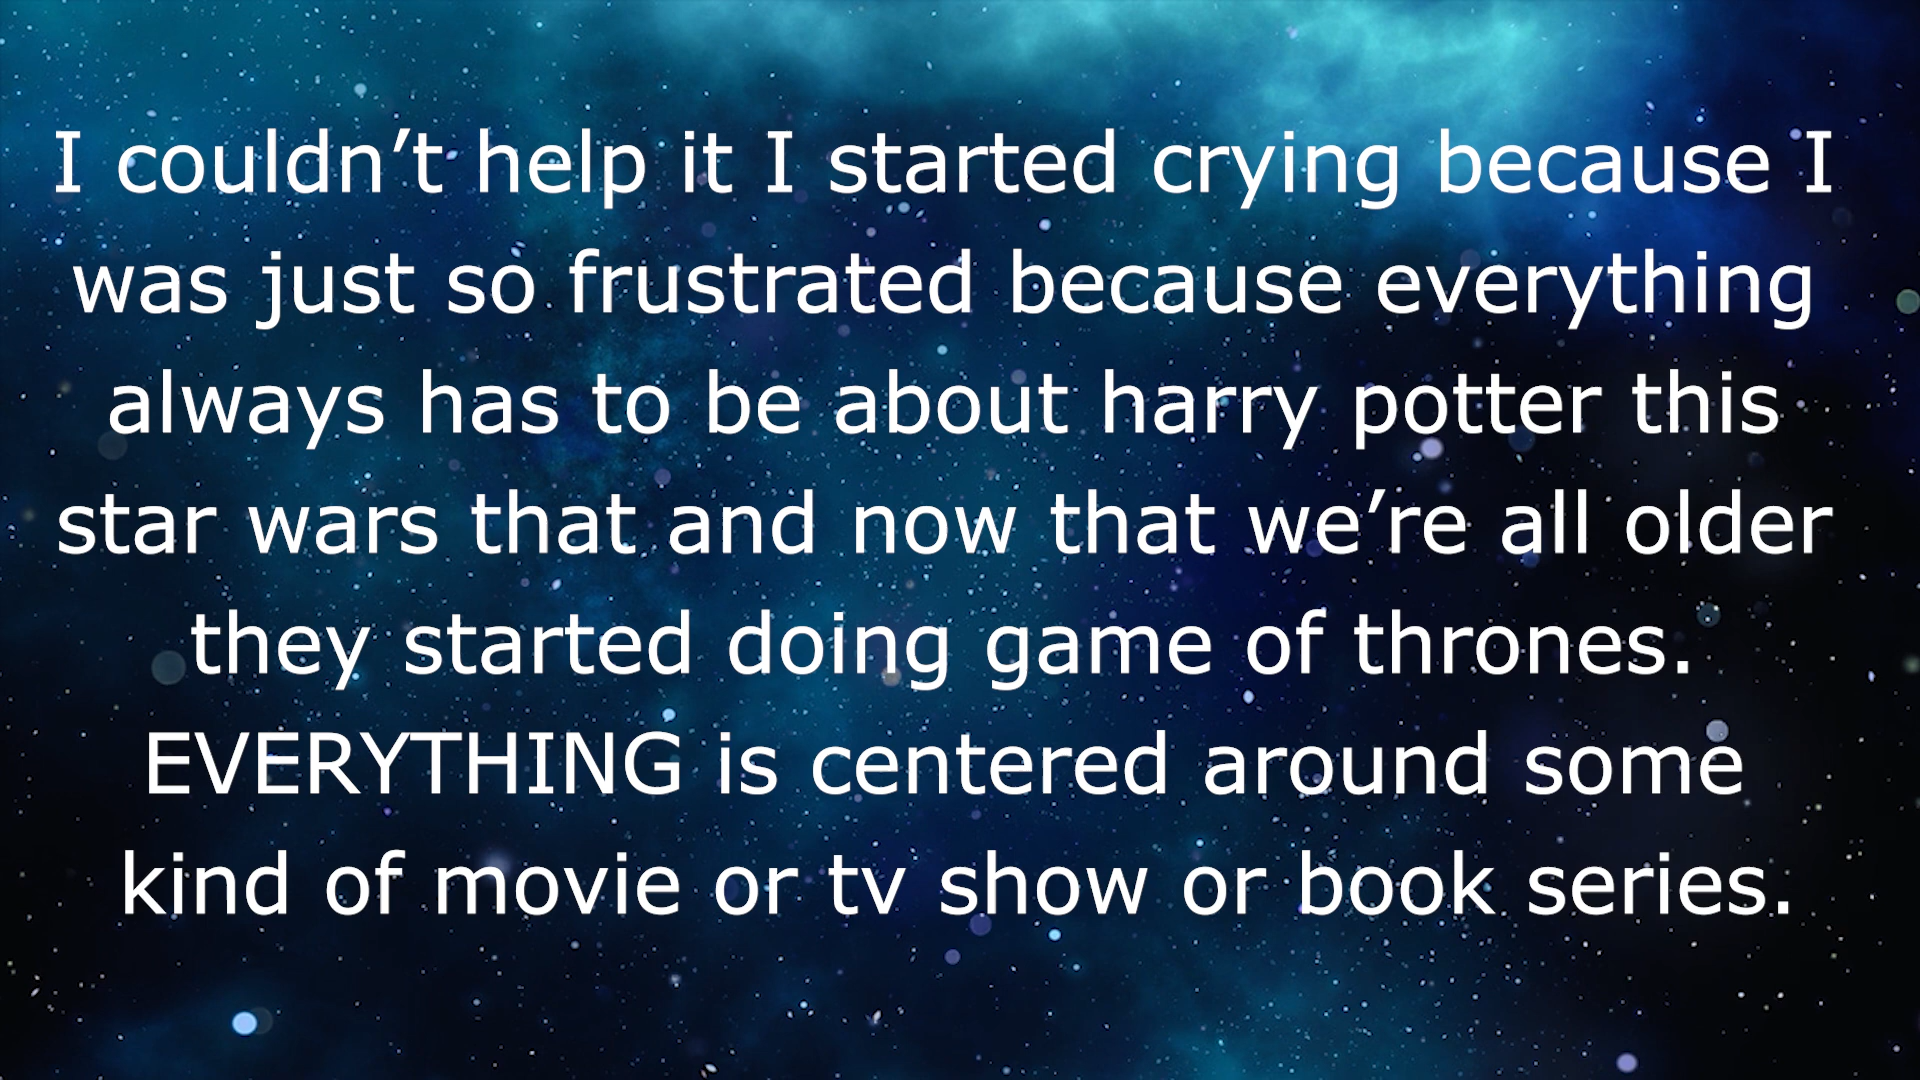 I couldn’t help it I started crying because I
was just so frustrated because everything
always has to be about harry potter this
star wars that and now that we’re all older
they started doing game of thrones.
EVERYTHING is centered around some
kind of movie or tv show or book series.